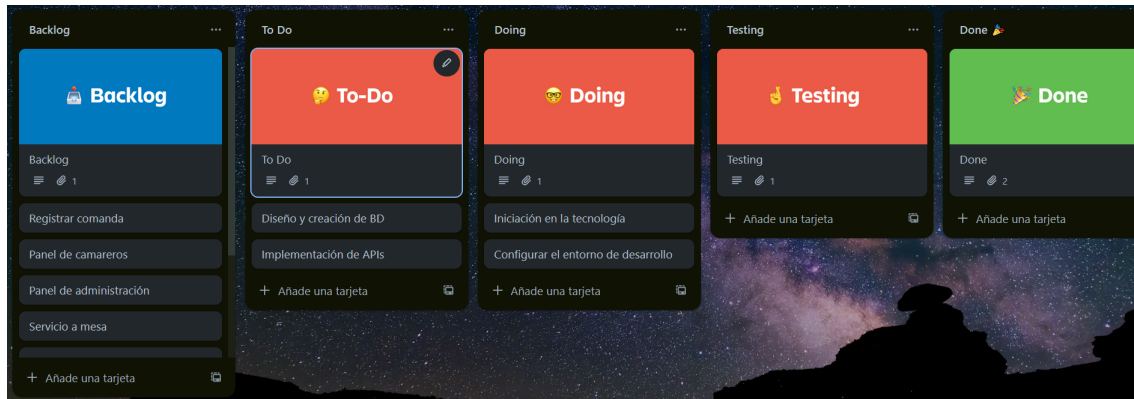 Backlog
Backlog
Backlog
1
Registrar comanda
Panel de camareros
Panel de administración
Servicio a mesa
Añade una tarjeta
To Do
To-Do
To Do
1
Diseño y creación de BD
Implementación de APIs
Añade una tarjeta
Doing
Doing
Doing
1
Iniciación en la tecnología
Configurar el entorno de desarrollo
Añade una tarjeta
Testing
Testing
Testing
1
Añade una tarjeta
Done
Done
Done
2
Añade una tarjeta